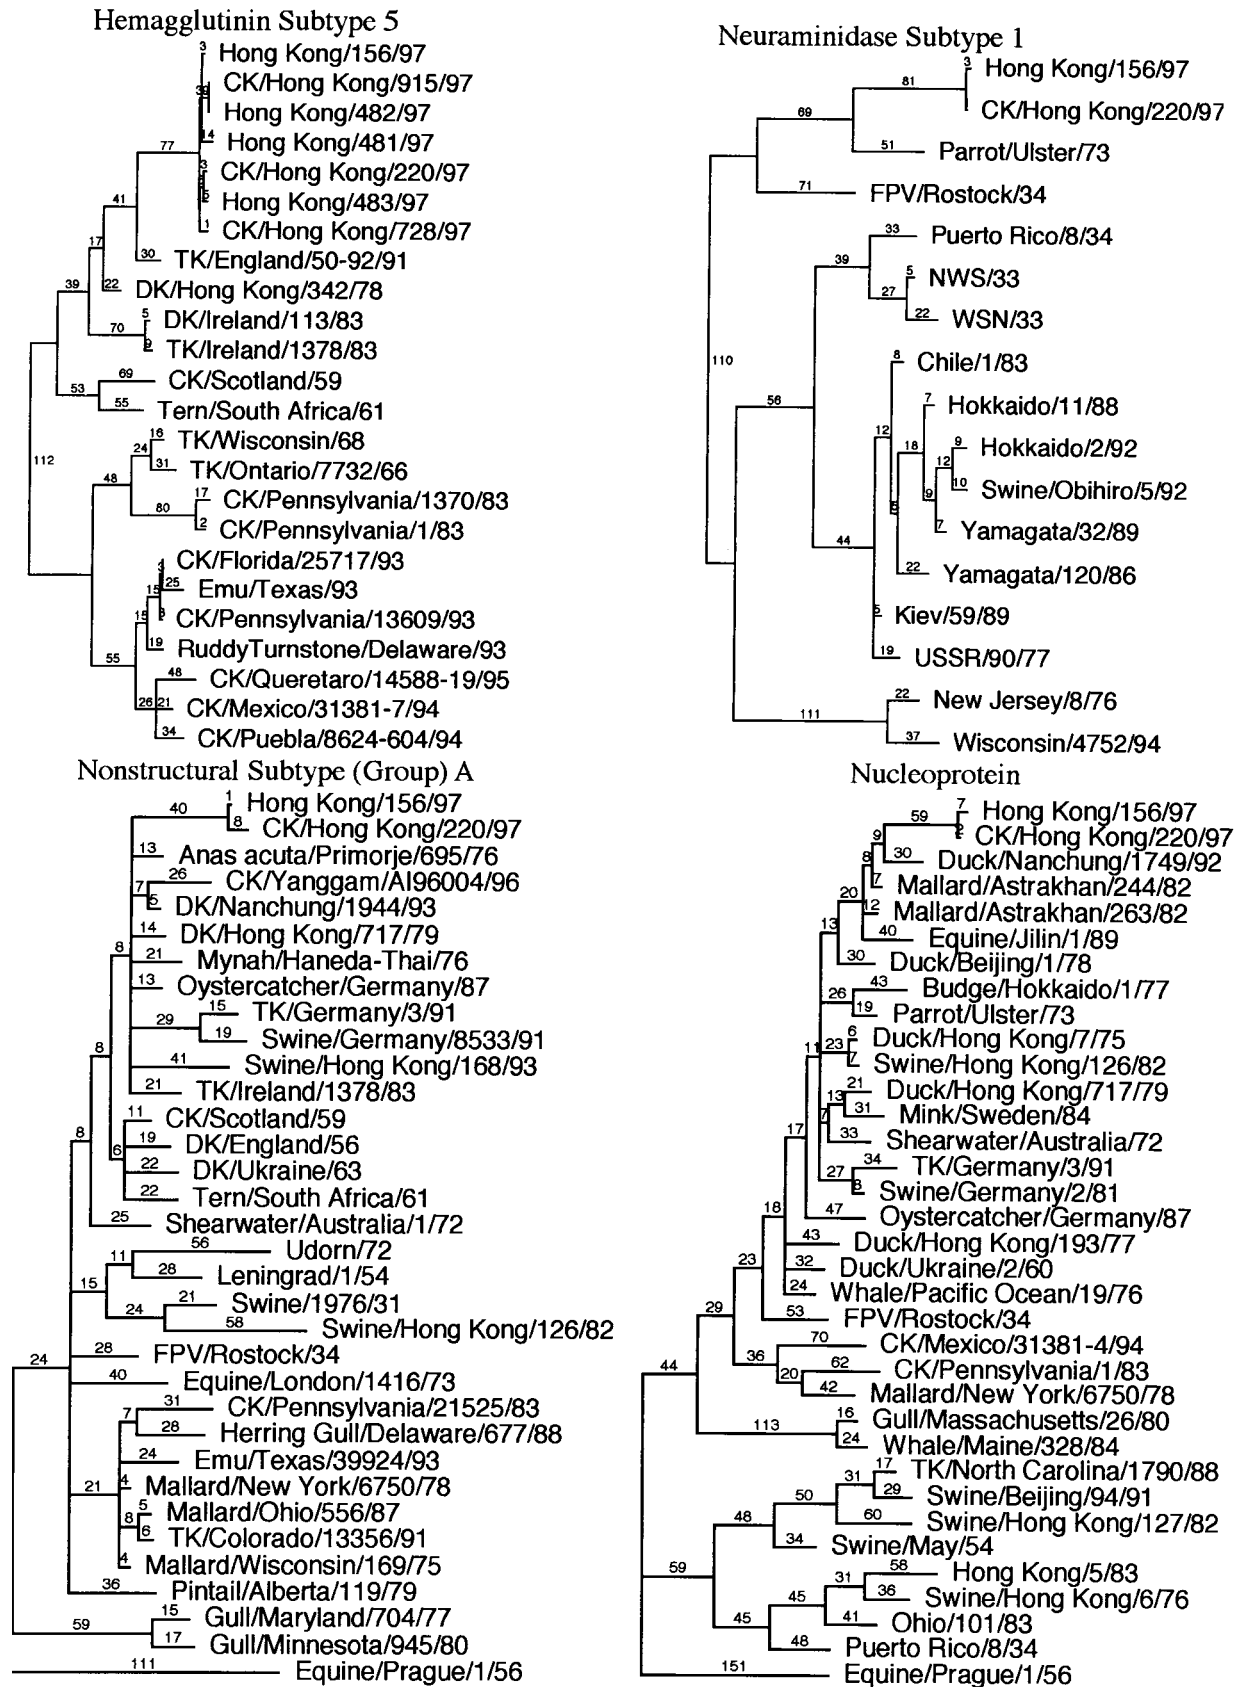 Hemagglutinin Subtype 5
3
Hong Kong/156/97
CK/Hong Kong/915/97
Hong Kong/482/97
14
Hong Kong/481/97
77
3
CK/Hong Kong/220/97
5
Hong Kong/483/97
1
CK/Hong Kong/728/97
41
30
TK/England/50-92/91
17
22
DK/Hong Kong/342/78
39
5
DK/Ireland/113/83
70
9
TK/Ireland/1378/83
69
CK/Scotland/59
53
55
Tern/South Africa/61
112
16
TK/Wisconsin/68
24
31
TK/Ontario/7732/66
48
17
CK/Pennsylvania/1370/83
80
2
CK/Pennsylvania/1/83
3
CK/Florida/25717/93
25
Emu/Texas/93
15
CK/Pennsylvania/13609/93
15
19
RuddyTurnstone/Delaware/93
55
48
CK/Queretaro/14588-19/95
26
21
CK/Mexico/31381-7/94
34
CK/Puebla/8624-604/94
Neuraminidase Subtype 1
3
Hong Kong/156/97
81
CK/Hong Kong/220/97
69
51
Parrot/Ulster/73
71
FPV/Rostock/34
33
Puerto Rico/8/34
39
5
NWS/33
27
22
WSN/33
110
8
Chile/1/83
56
7
Hokkaido/11/88
12
18
9
Hokkaido/2/92
12
10
Swine/Obihiro/5/92
9
7
Yamagata/32/89
44
22
Yamagata/120/86
5
Kiev/59/89
19
USSR/90/77
22
New Jersey/8/76
111
37
Wisconsin/4752/94
Nonstructural Subtype (Group) A
1
Hong Kong/156/97
40
8
CK/Hong Kong/220/97
13
Anas acuta/Primorje/695/76
26
CK/Yanggam/AI96004/96
7
5
DK/Nanchung/1944/93
14
DK/Hong Kong/717/79
8
21
Mynah/Haneda-Thai/76
13
Oystercatcher/Germany/87
15
TK/Germany/3/91
29
19
Swine/Germany/8533/91
8
41
Swine/Hong Kong/168/93
21
TK/Ireland/1378/83
11
CK/Scotland/59
8
19
DK/England/56
6
22
DK/Ukraine/63
22
Tern/South Africa/61
25
Shearwater/Australia/1/72
56
Udorn/72
11
28
Leningrad/1/54
15
21
Swine/1976/31
24
58
Swine/Hong Kong/126/82
28
FPV/Rostock/34
24
40
Equine/London/1416/73
31
CK/Pennsylvania/21525/83
7
28
Herring Gull/Delaware/677/88
24
Emu/Texas/39924/93
21
4
Mallard/New York/6750/78
5
Mallard/Ohio/556/87
8
6
TK/Colorado/13356/91
4
Mallard/Wisconsin/169/75
36
Pintail/Alberta/119/79
15
Gull/Maryland/704/77
59
17
Gull/Minnesota/945/80
111
Equine/Prague/1/56
Nucleoprotein
7
Hong Kong/156/97
59
CK/Hong Kong/220/97
9
30
Duck/Nanchung/1749/92
8
7
Mallard/Astrakhan/244/82
20
12
Mallard/Astrakhan/263/82
13
40
Equine/Jilin/1/89
30
Duck/Beijing/1/78
43
Budge/Hokkaido/1/77
26
19
Parrot/Ulster/73
6
Duck/Hong Kong/7/75
11
23
7
Swine/Hong Kong/126/82
21
Duck/Hong Kong/717/79
13
31
Mink/Sweden/84
7
33
Shearwater/Australia/72
17
34
TK/Germany/3/91
27
8
Swine/Germany/2/81
18
47
Oystercatcher/Germany/87
43
Duck/Hong Kong/193/77
23
32
Duck/Ukraine/2/60
24
Whale/Pacific Ocean/19/76
29
53
FPV/Rostock/34
70
CK/Mexico/31381-4/94
36
62
CK/Pennsylvania/1/83
44
20
42
Mallard/New York/6750/78
16
Gull/Massachusetts/26/80
113
24
Whale/Maine/328/84
17
TK/North Carolina/1790/88
31
29
Swine/Beijing/94/91
50
60
Swine/Hong Kong/127/82
48
34
Swine/May/54
59
58
Hong Kong/5/83
31
36
Swine/Hong Kong/6/76
45
41
Ohio/101/83
45
48
Puerto Rico/8/34
151
Equine/Prague/1/56